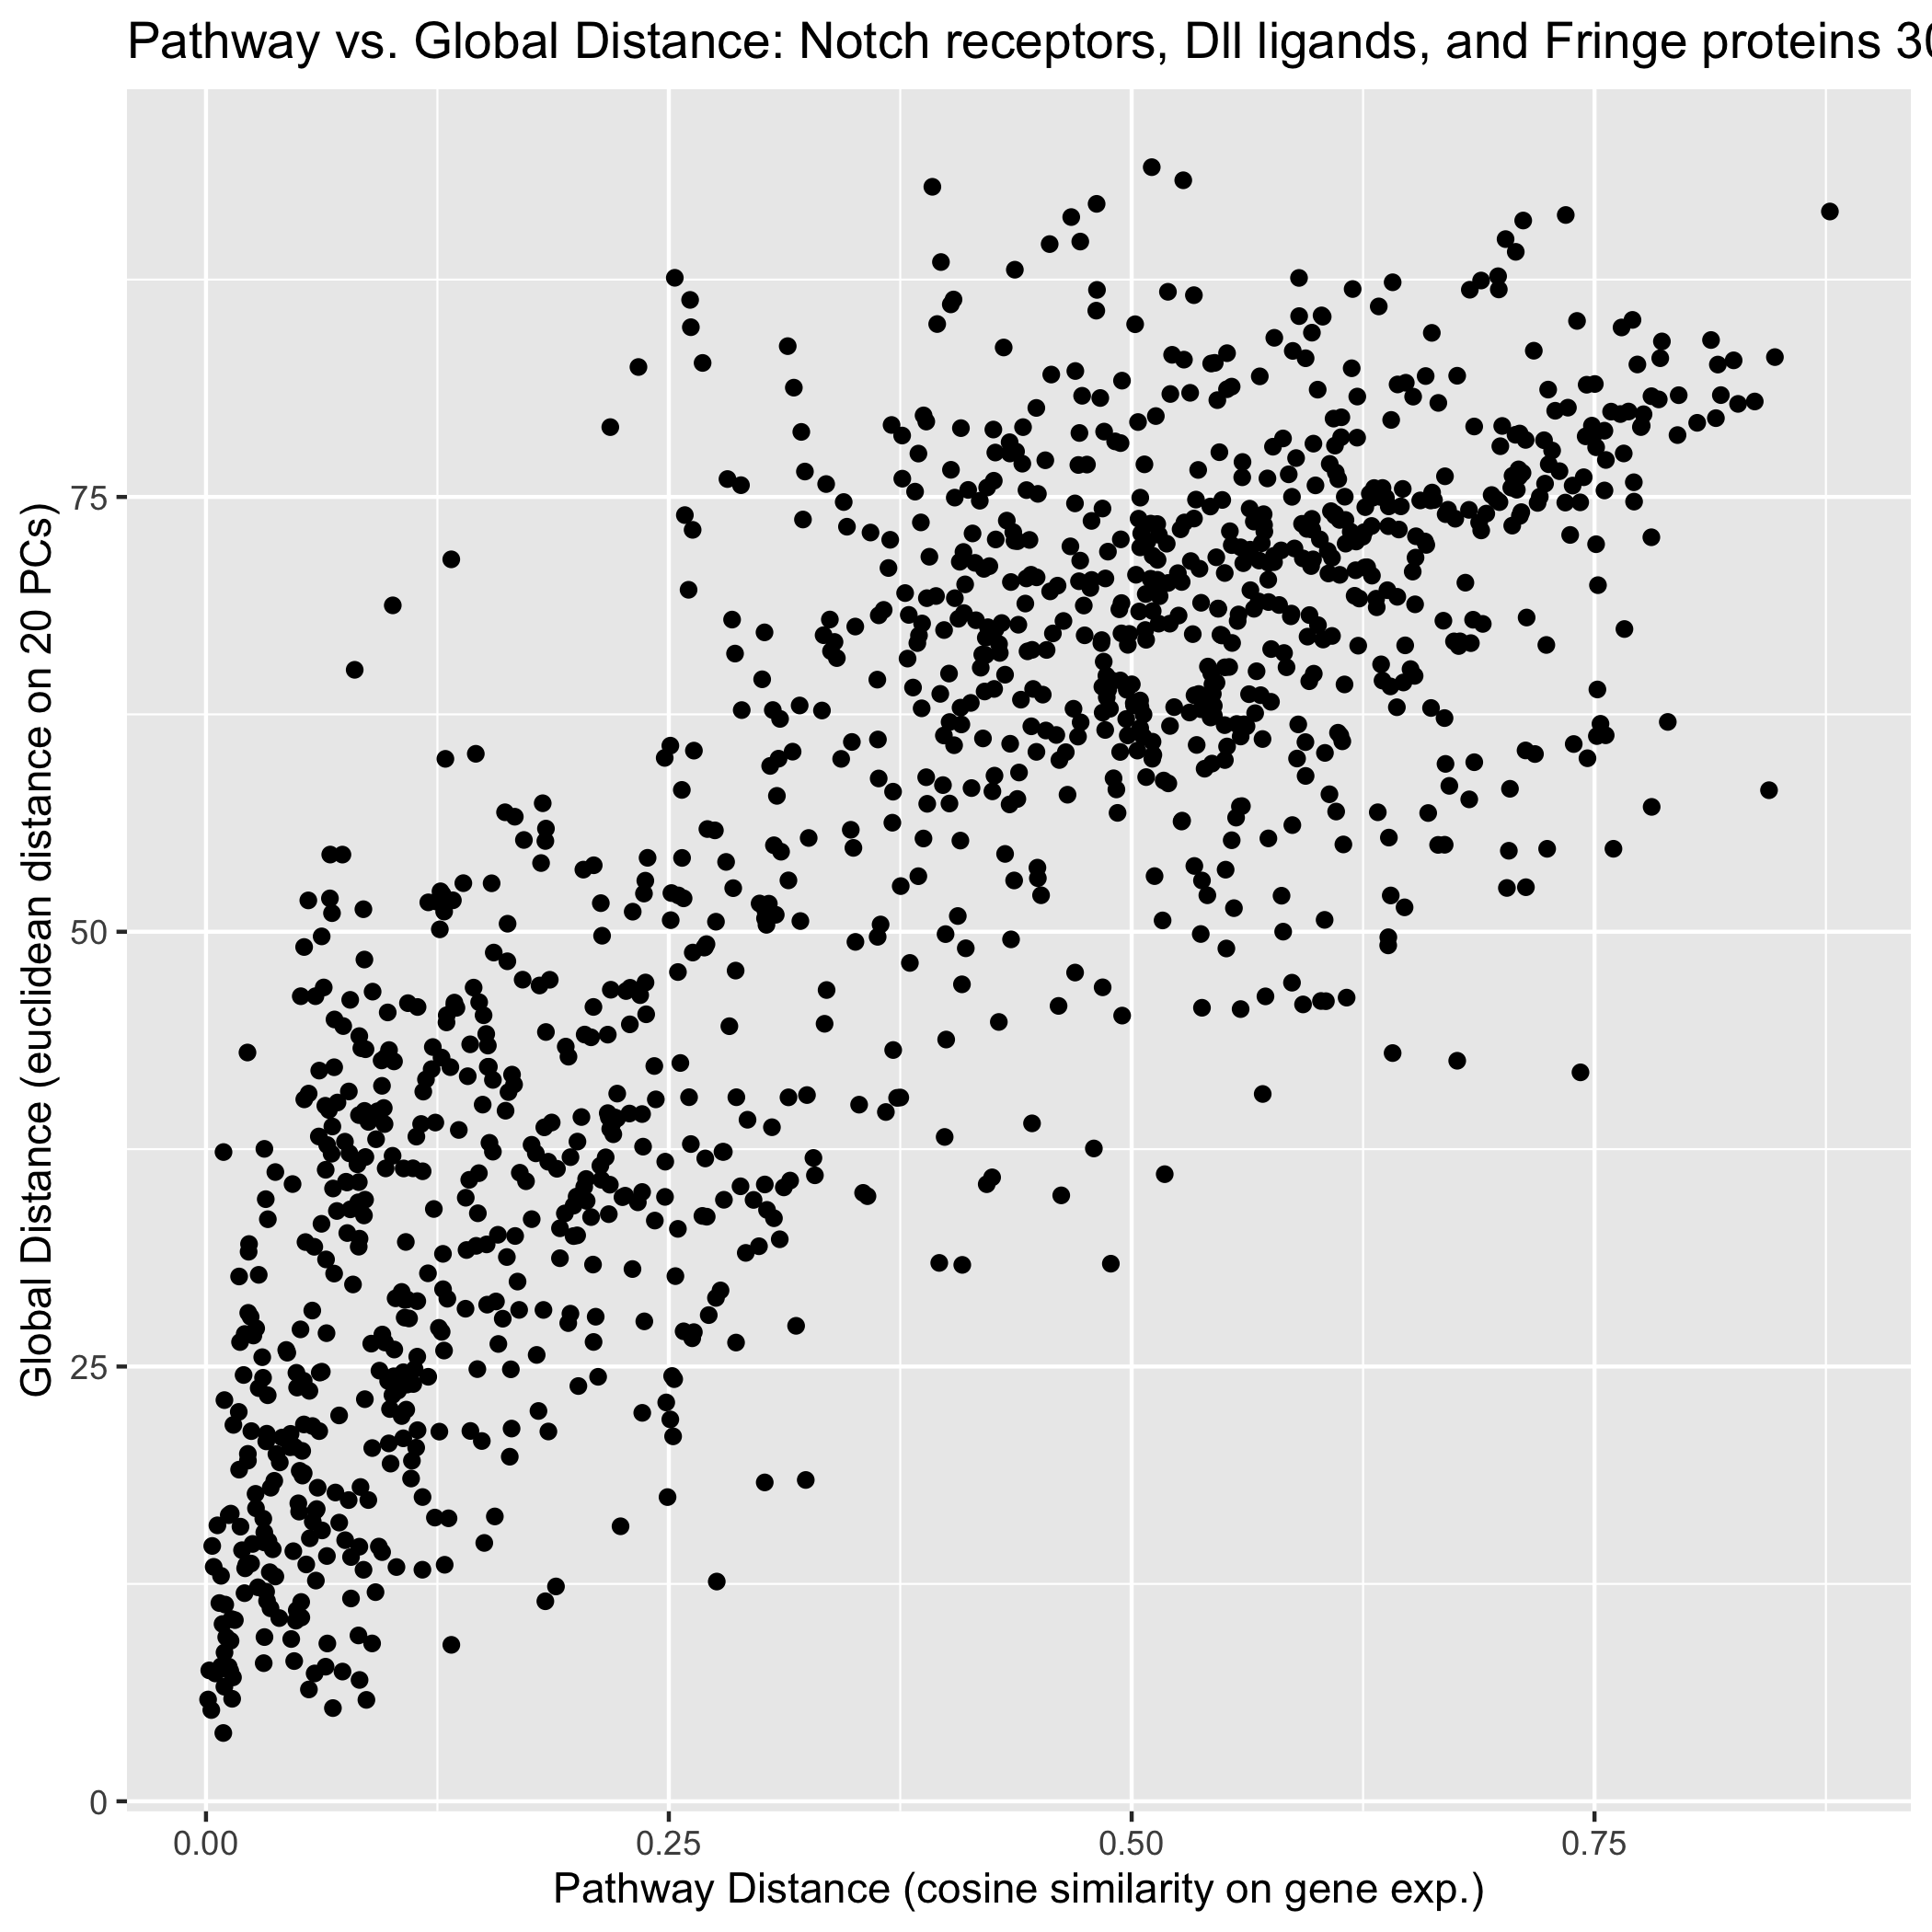 Pathway vs. Global Distance: Notch receptors, Dll ligands, and Fringe proteins
Global Distance (euclidean distance on 20 PCs)
75
50
25
0
0.00 0.25 0.50 0.75
Pathway Distance (cosine similarity on gene exp.)